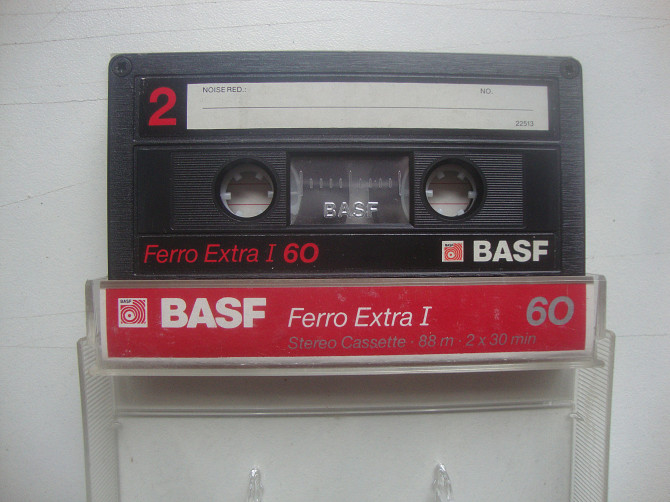 2
NOISE RED.: NO.
22513
BASF
Ferro Extra I 60
BASF
BASF Ferro Extra I 60
Stereo Cassette · 88 m · 2 x 30 min